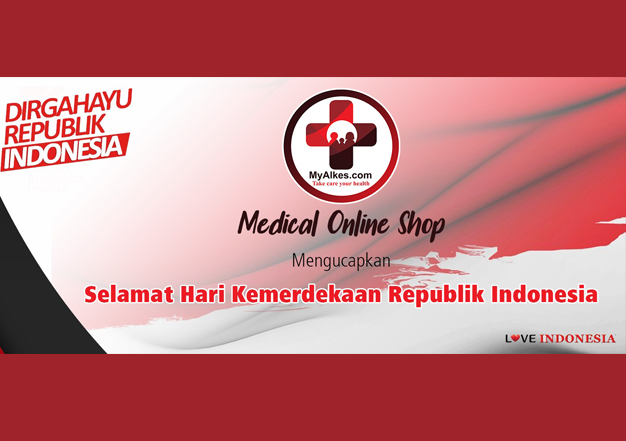 DIRGAHAYU
REPUBLIK
INDONESIA
MyAlkes.com
Take care your health
Medical Online Shop
Mengucapkan
Selamat Hari Kemerdekaan Republik Indonesia
LOVE INDONESIA